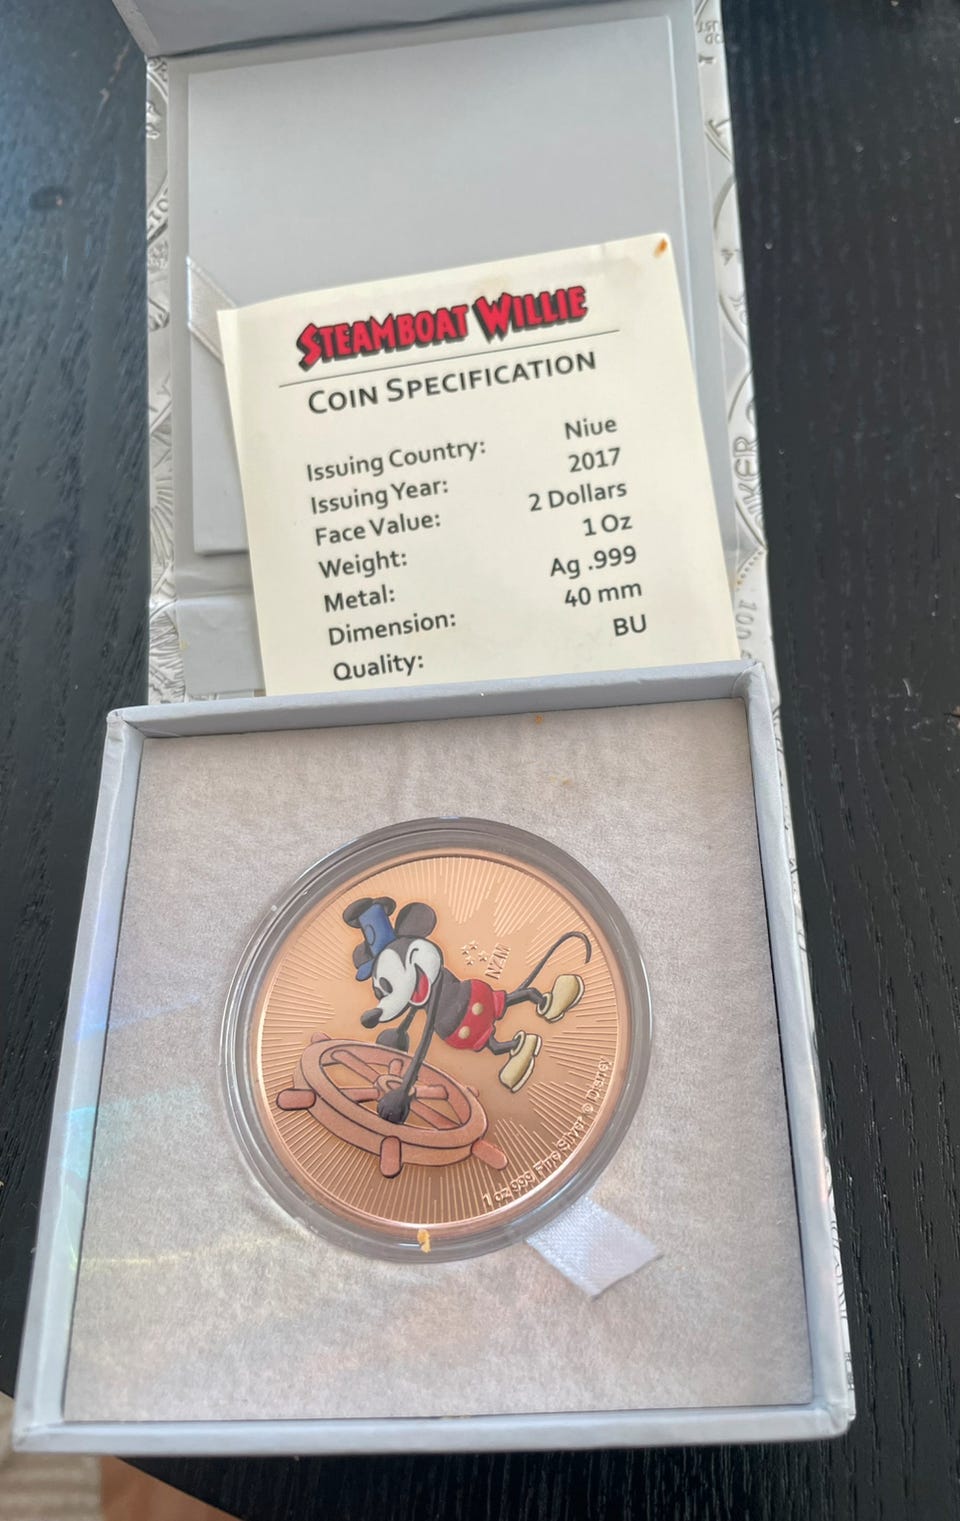 STEAMBOAT WILLIE
COIN SPECIFICATION
Issuing Country: Niue
Issuing Year: 2017
Face Value: 2 Dollars
Weight: 1 Oz
Metal: Ag .999
Dimension: 40 mm
Quality: BU
NZM
1 oz 999 Fine Silver © Disney